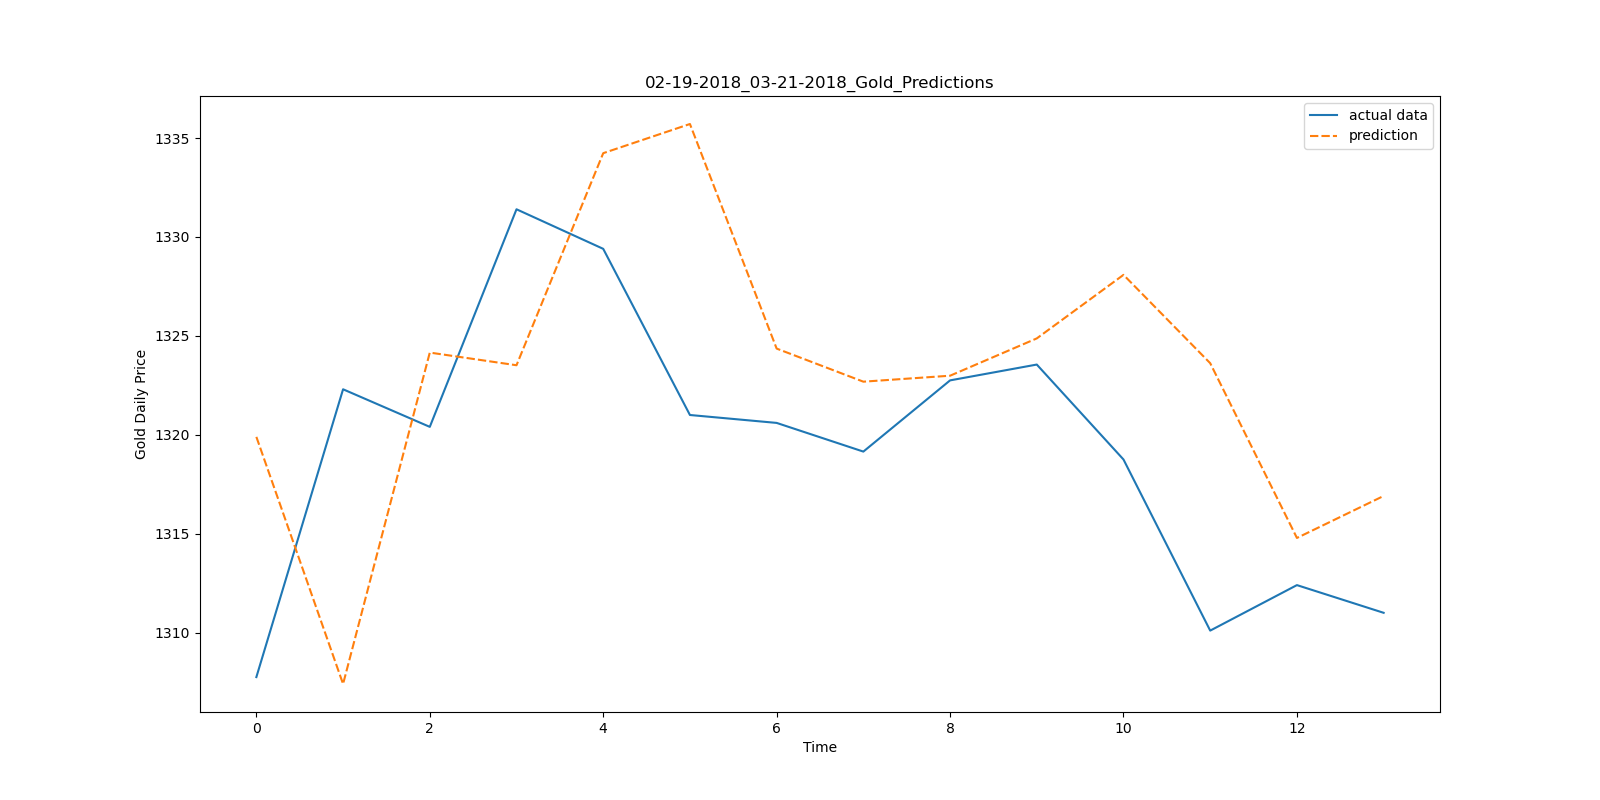 02-19-2018_03-21-2018_Gold_Predictions
actual data
prediction
Gold Daily Price
1335
1330
1325
1320
1315
1310
0 2 4 6 8 10 12
Time